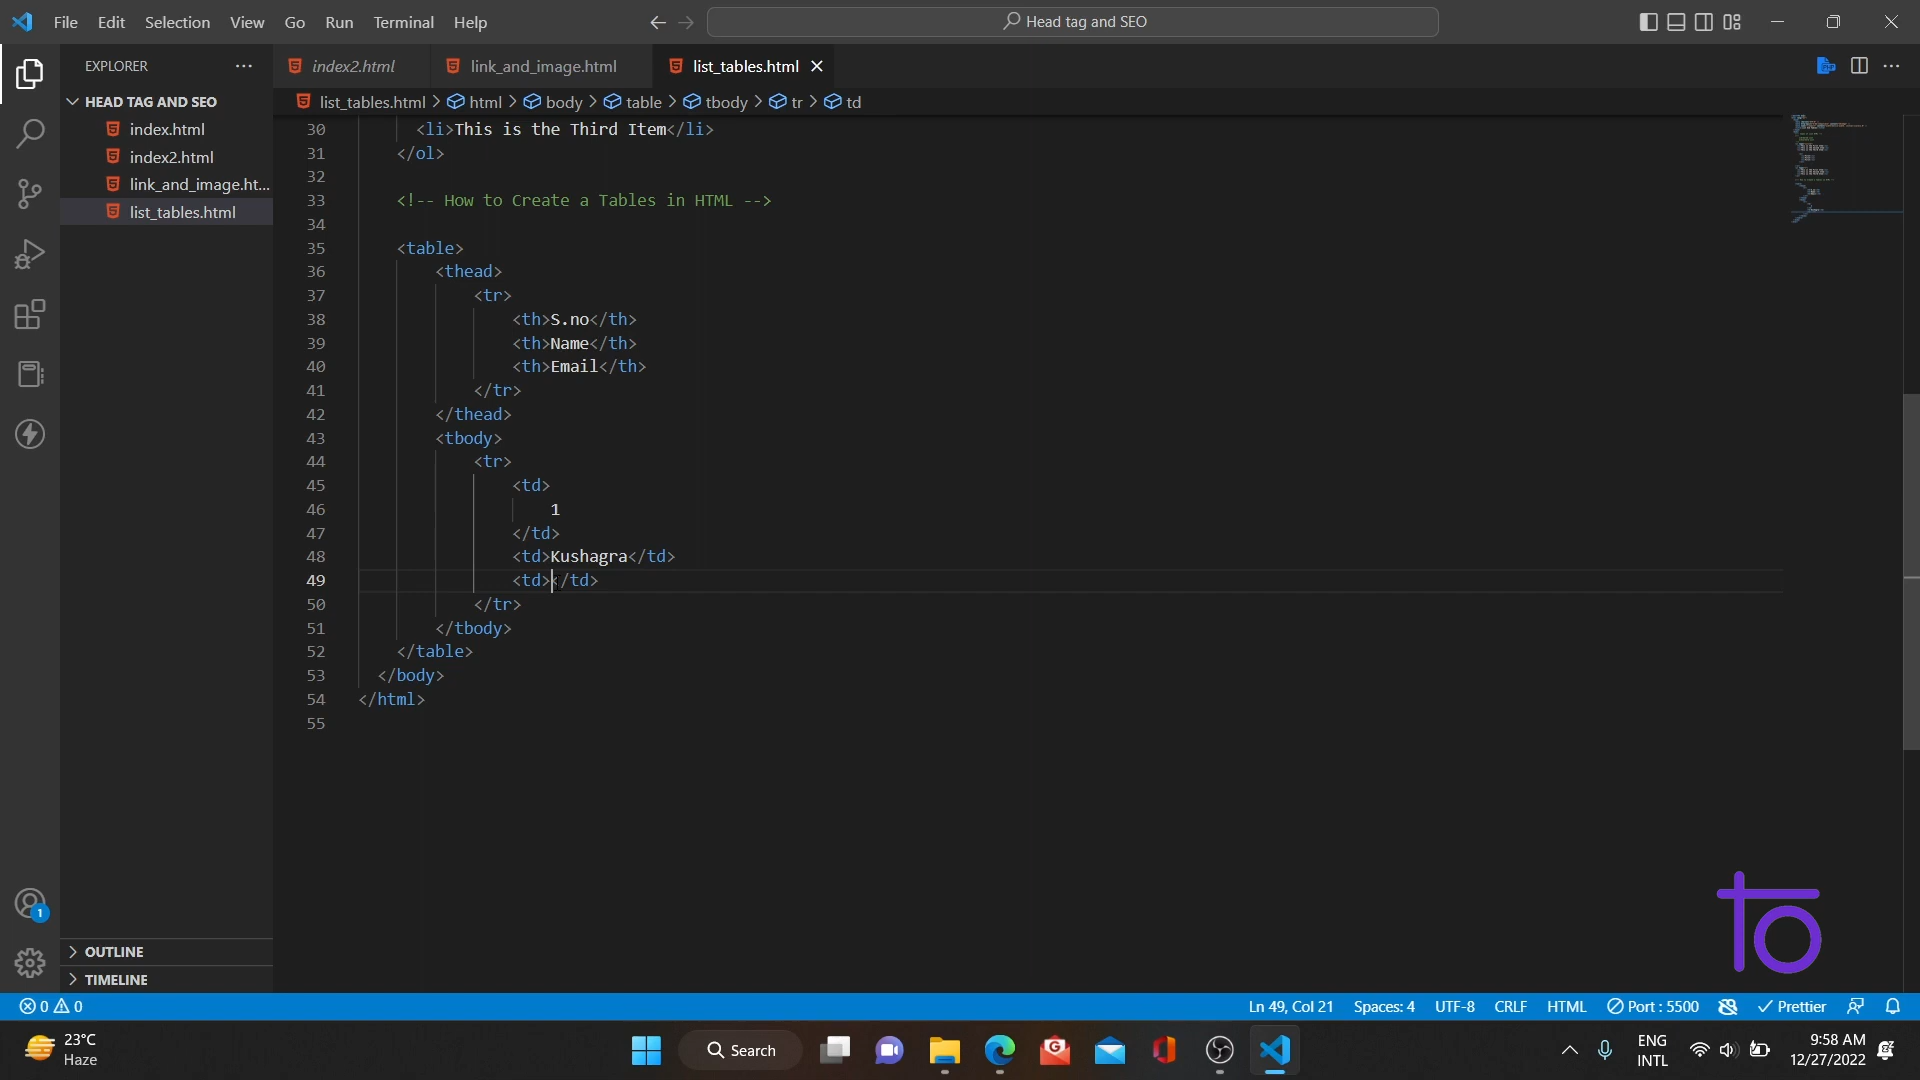 File Edit Selection View Go Run Terminal Help
Head tag and SEO
EXPLORER
HEAD TAG AND SEO
index.html
index2.html
link_and_image.ht...
list_tables.html
OUTLINE
TIMELINE
index2.html link_and_image.html list_tables.html
list_tables.html > html > body > table > tbody > tr > td
30 <li>This is the Third Item</li>
31 </ol>
32
33 <!-- How to Create a Tables in HTML -->
34
35 <table>
36 <thead>
37 <tr>
38 <th>S.no</th>
39 <th>Name</th>
40 <th>Email</th>
41 </tr>
42 </thead>
43 <tbody>
44 <tr>
45 <td>
46 1
47 </td>
48 <td>Kushagra</td>
49 <td></td>
50 </tr>
51 </tbody>
52 </table>
53 </body>
54 </html>
55
1
0 0 Ln 49, Col 21 Spaces: 4 UTF-8 CRLF HTML Port : 5500 Prettier
23°C
Haze
Search
ENG
INTL
9:58 AM
12/27/2022